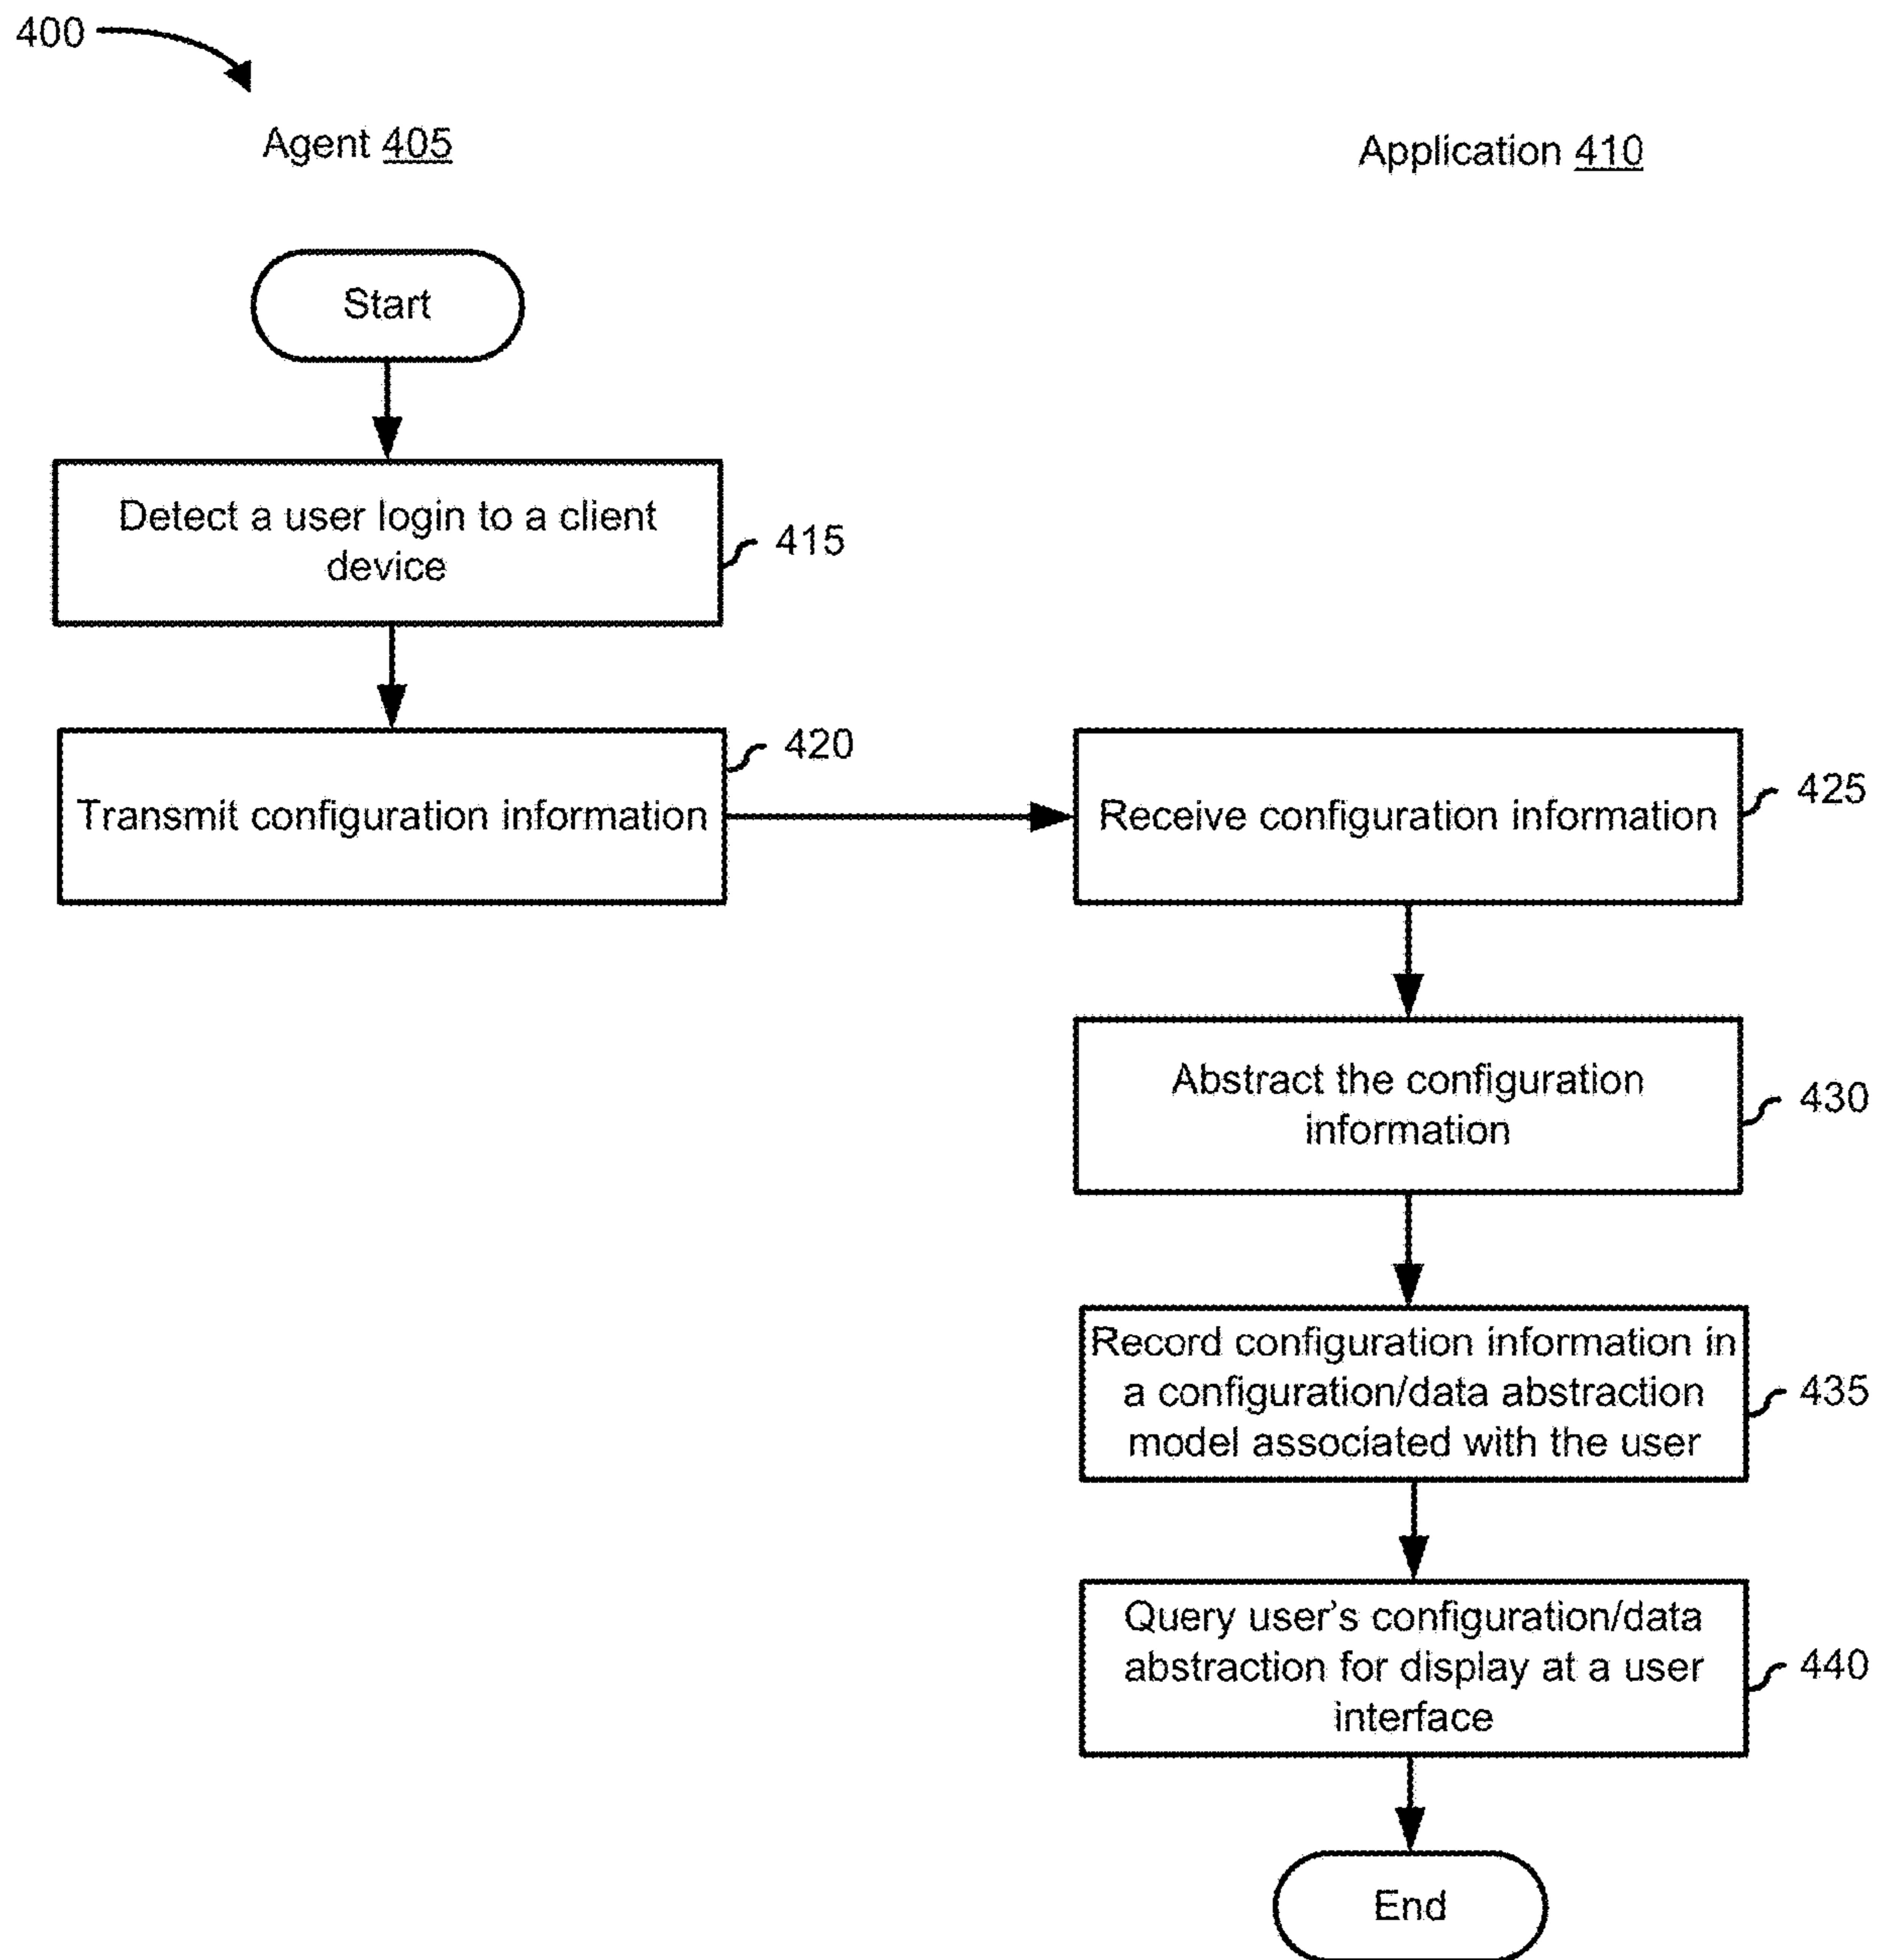 400
Agent 405
Application 410
Start
Detect a user login to a client
device
415
Transmit configuration information
420
Receive configuration information
425
Abstract the configuration
information
430
Record configuration information in
a configuration/data abstraction
model associated with the user
435
Query user's configuration/data
abstraction for display at a user
interface
440
End